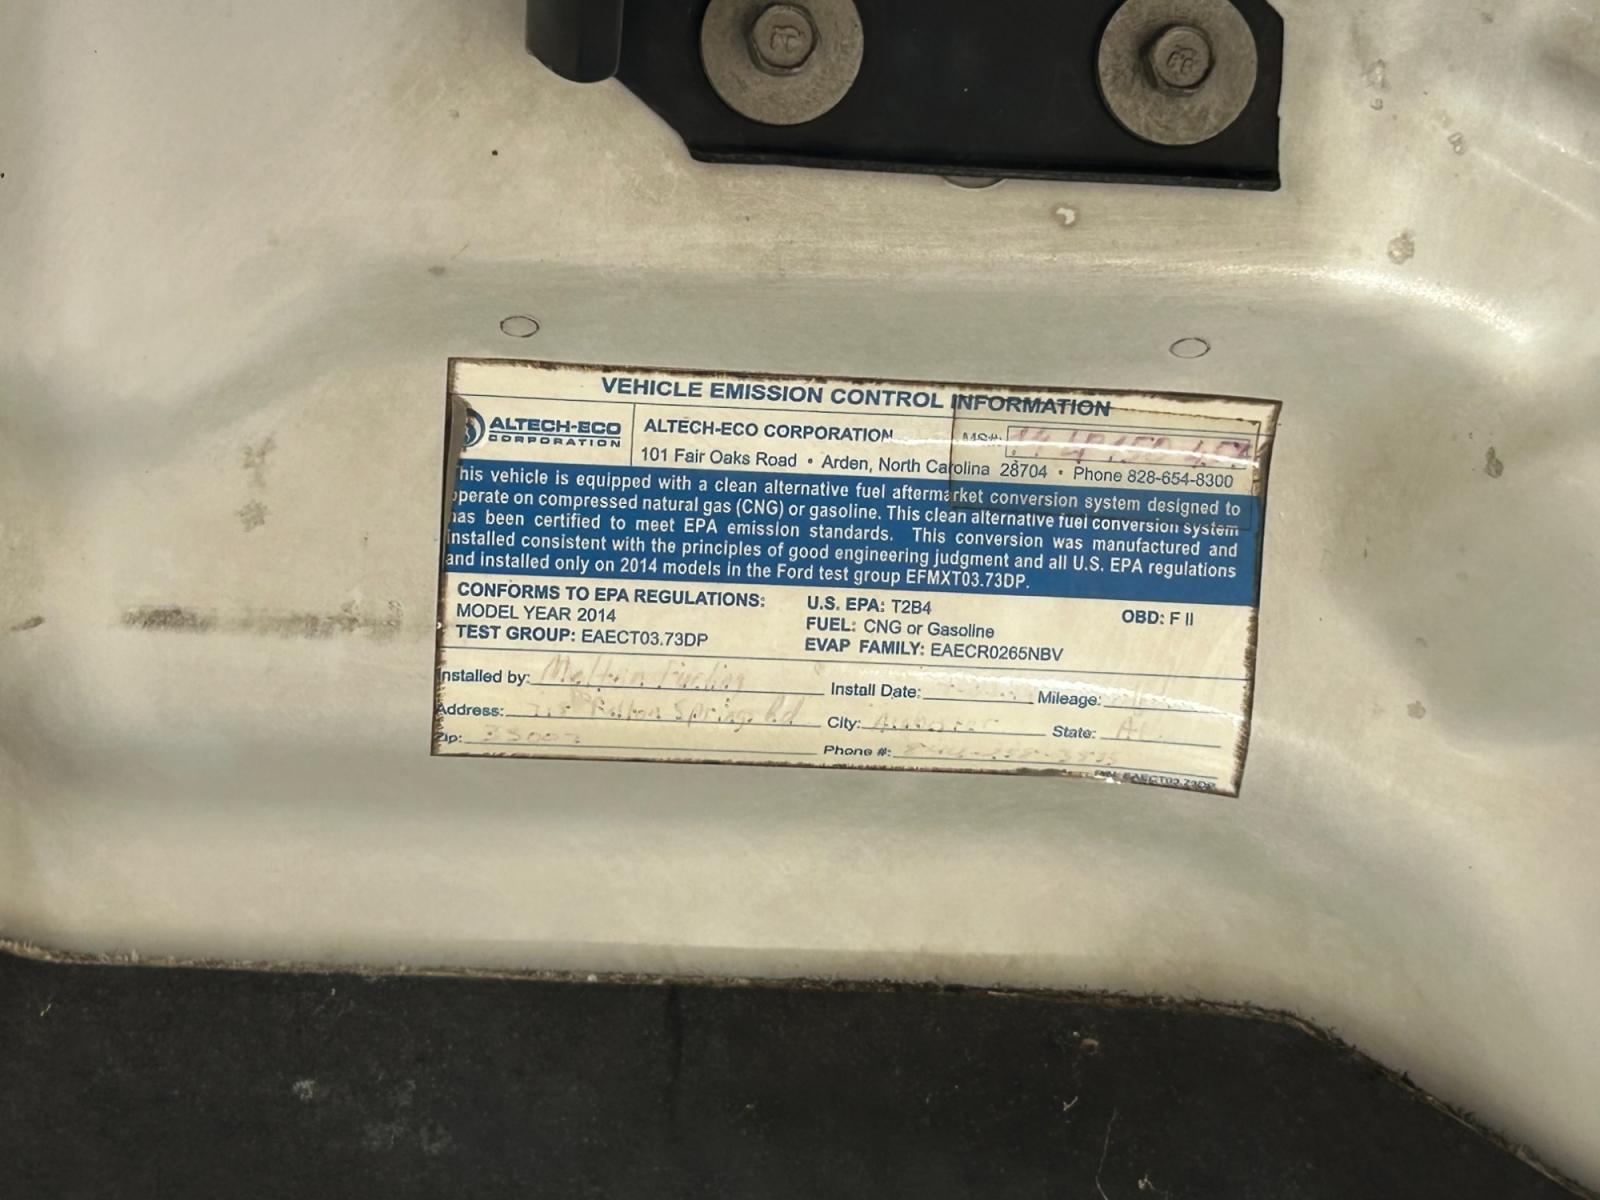 VEHICLE EMISSION CONTROL INFORMATION
ALTECH-ECO
CORPORATION
ALTECH-ECO CORPORATION
MS#:
101 Fair Oaks Road • Arden, North Carolina 28704 • Phone 828-654-8300
This vehicle is equipped with a clean alternative fuel aftermarket conversion system designed to
operate on compressed natural gas (CNG) or gasoline. This clean alternative fuel conversion system
has been certified to meet EPA emission standards. This conversion was manufactured and
installed consistent with the principles of good engineering judgment and all U.S. EPA regulations
and installed only on 2014 models in the Ford test group EFMXT03.73DP.
CONFORMS TO EPA REGULATIONS:
MODEL YEAR 2014
TEST GROUP: EAECT03.73DP
U.S. EPA: T2B4
FUEL: CNG or Gasoline
EVAP FAMILY: EAECR0265NBV
OBD: F II
Installed by: Fueling
Install Date:
Mileage:
Address: Springs Rd
City:
State:
Zip:
Phone #:
P/N: EAECT03.73DP